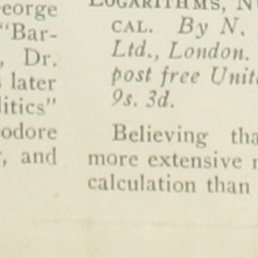 eorge
"Bar-
, Dr.
later
litics"
odore
, and
LOGARITHMS, N
CAL. By N.
Ltd., London.
post free Unit
9s. 3d.
Believing tha
more extensive
calculation than